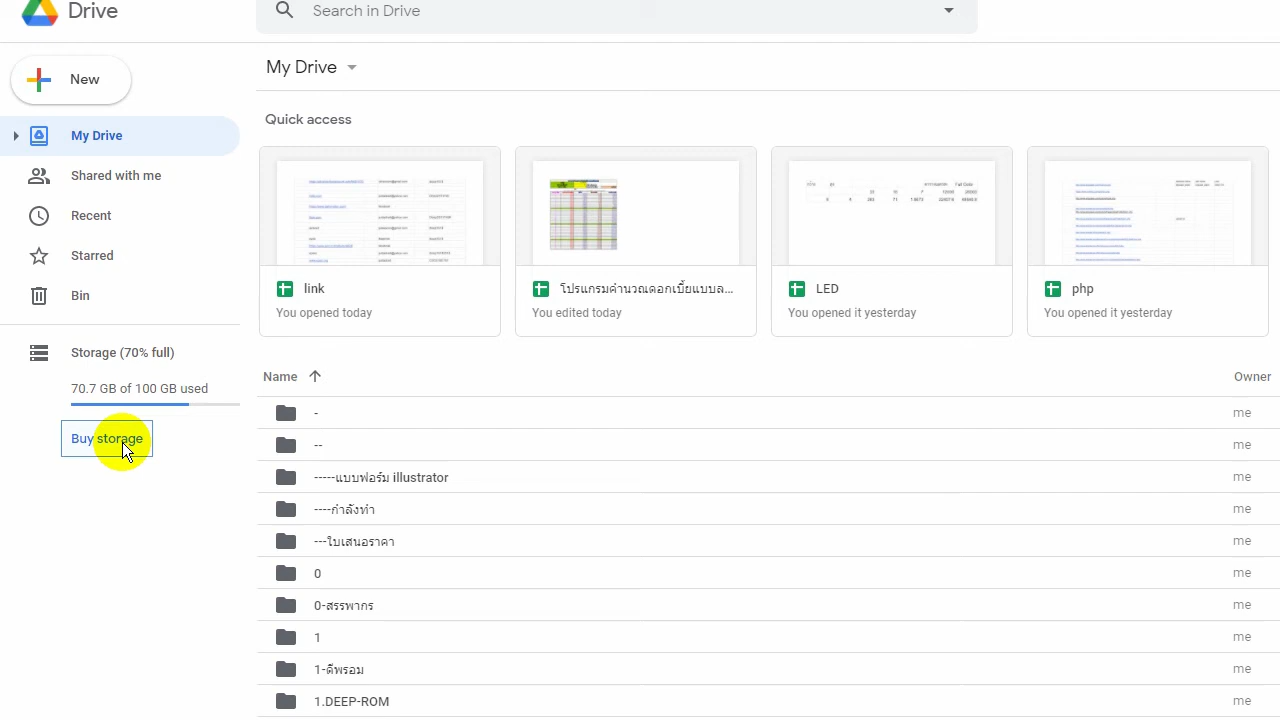 Drive
Search in Drive
New
My Drive
Shared with me
Recent
Starred
Bin
Storage (70% full)
70.7 GB of 100 GB used
Buy storage
My Drive
Quick access
link
You opened today
โปรแกรมคำนวณดอกเบี้ยแบบล...
You edited today
LED
You opened it yesterday
php
You opened it yesterday
Name Owner
- me
-- me
-----แบบฟอร์ม illustrator me
----กำลังทำ me
---ใบเสนอราคา me
0 me
0-สรรพากร me
1 me
1-ดีพรอม me
1.DEEP-ROM me